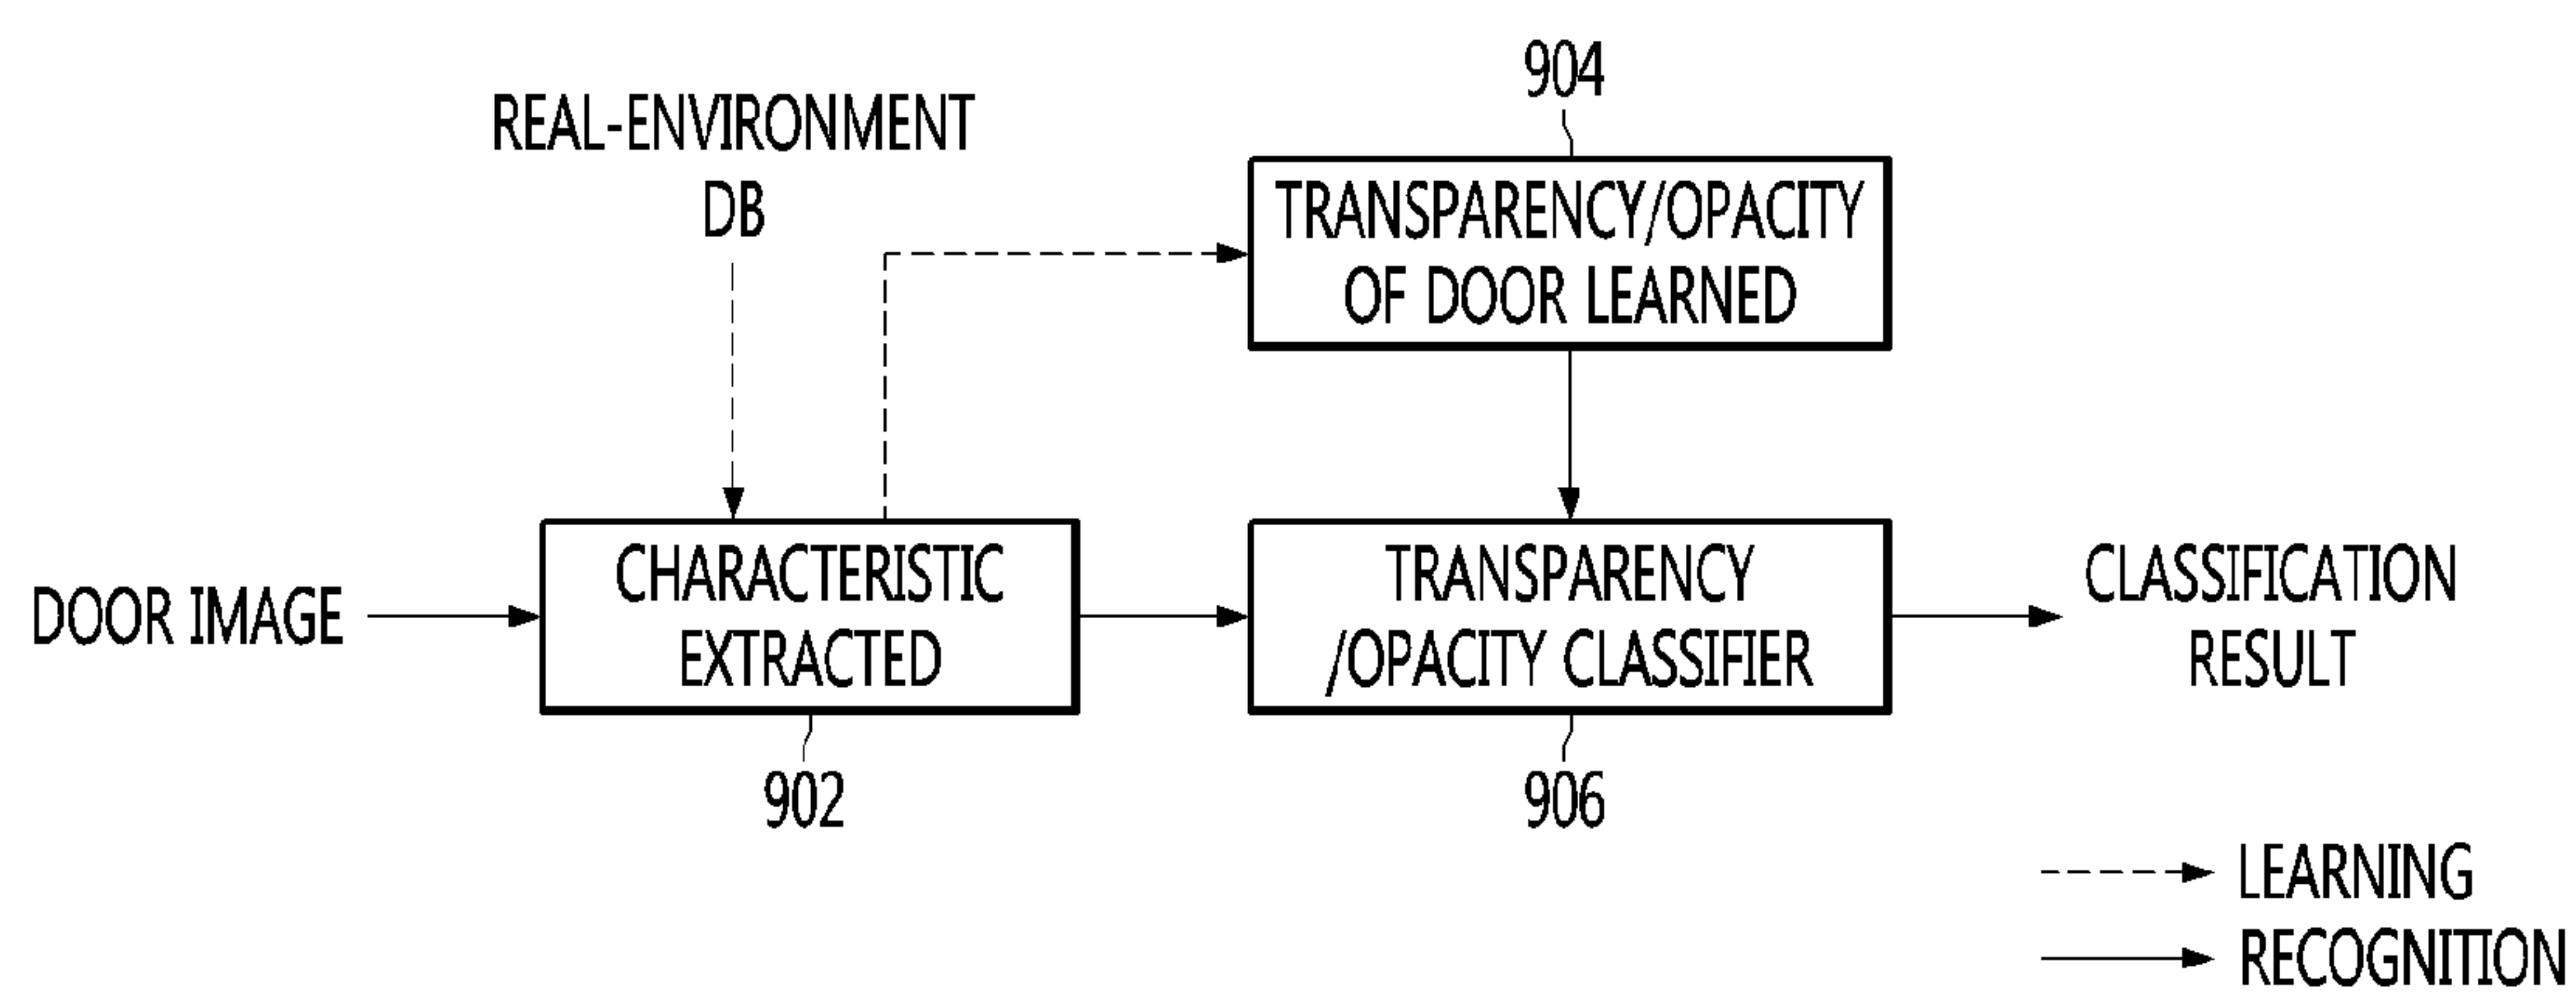 904
REAL-ENVIRONMENT
DB
TRANSPARENCY/OPACITY
OF DOOR LEARNED
DOOR IMAGE
CHARACTERISTIC
EXTRACTED
TRANSPARENCY
/OPACITY CLASSIFIER
CLASSIFICATION
RESULT
902
906
LEARNING
RECOGNITION